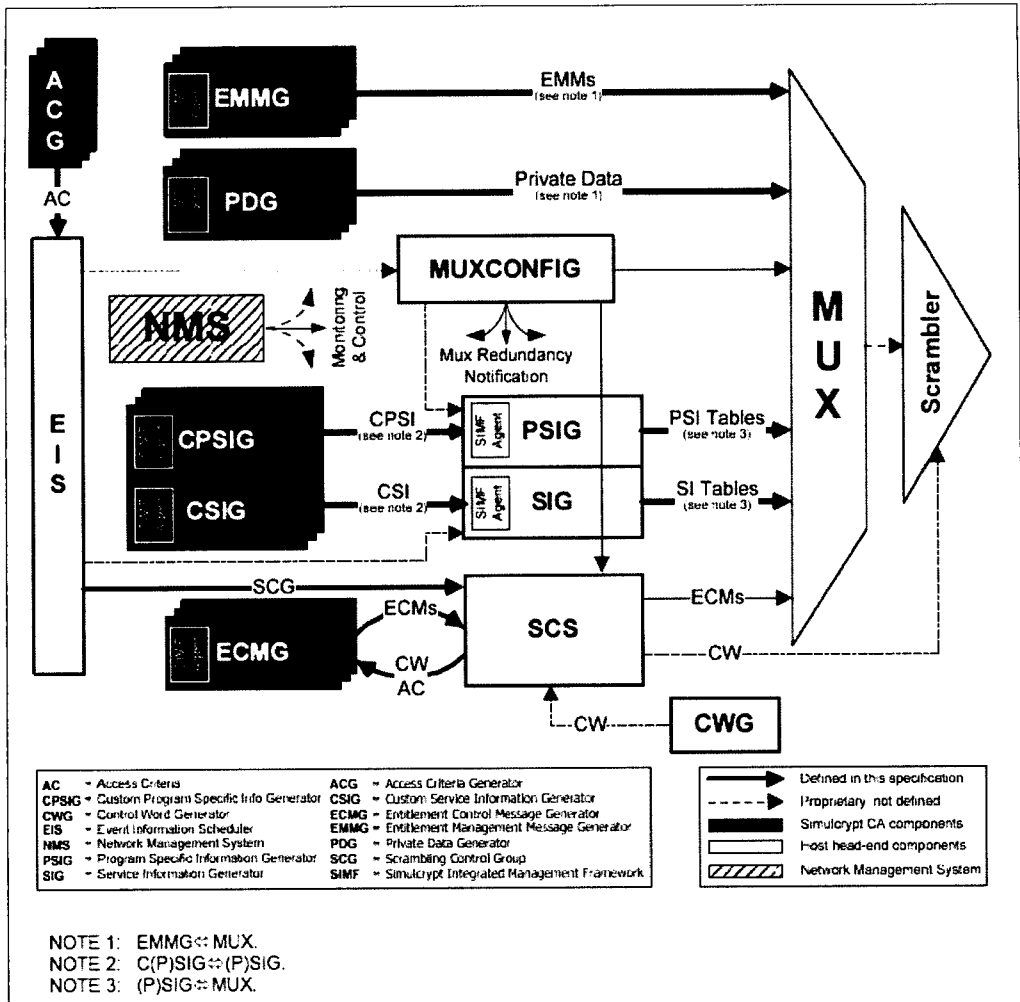 A
C
G
EMMG
EMMs
(see note 1)
PDG
Private Data
(see note 1)
AC
MUXCONFIG
NMS
Monitoring
& Control
Mux Redundancy
Notification
M
U
X
Scrambler
E
I
S
CPSIG
CPSI
(see note 2)
SIMF
Agent
PSIG
PSI Tables
(see note 3)
CSIG
CSI
(see note 2)
SIMF
Agent
SIG
SI Tables
(see note 3)
SCG
ECMs
ECMG
CW
AC
SCS
ECMs
CW
CW
CWG
AC = Access Criteria
CPSIG = Custom Program Specific Info Generator
CWG = Control Word Generator
EIS = Event Information Scheduler
NMS = Network Management System
PSIG = Program Specific Information Generator
SIG = Service Information Generator
ACG = Access Criteria Generator
CSIG = Custom Service Information Generator
ECMG = Entitlement Control Message Generator
EMMG = Entitlement Management Message Generator
PDG = Private Data Generator
SCG = Scrambling Control Group
SIMF = Simulcrypt Integrated Management Framework
Defined in this specification
Proprietary not defined
Simulcrypt CA components
Host head-end components
Network Management System
NOTE 1: EMMG⇔MUX.
NOTE 2: C(P)SIG⇔(P)SIG.
NOTE 3: (P)SIG⇔MUX.